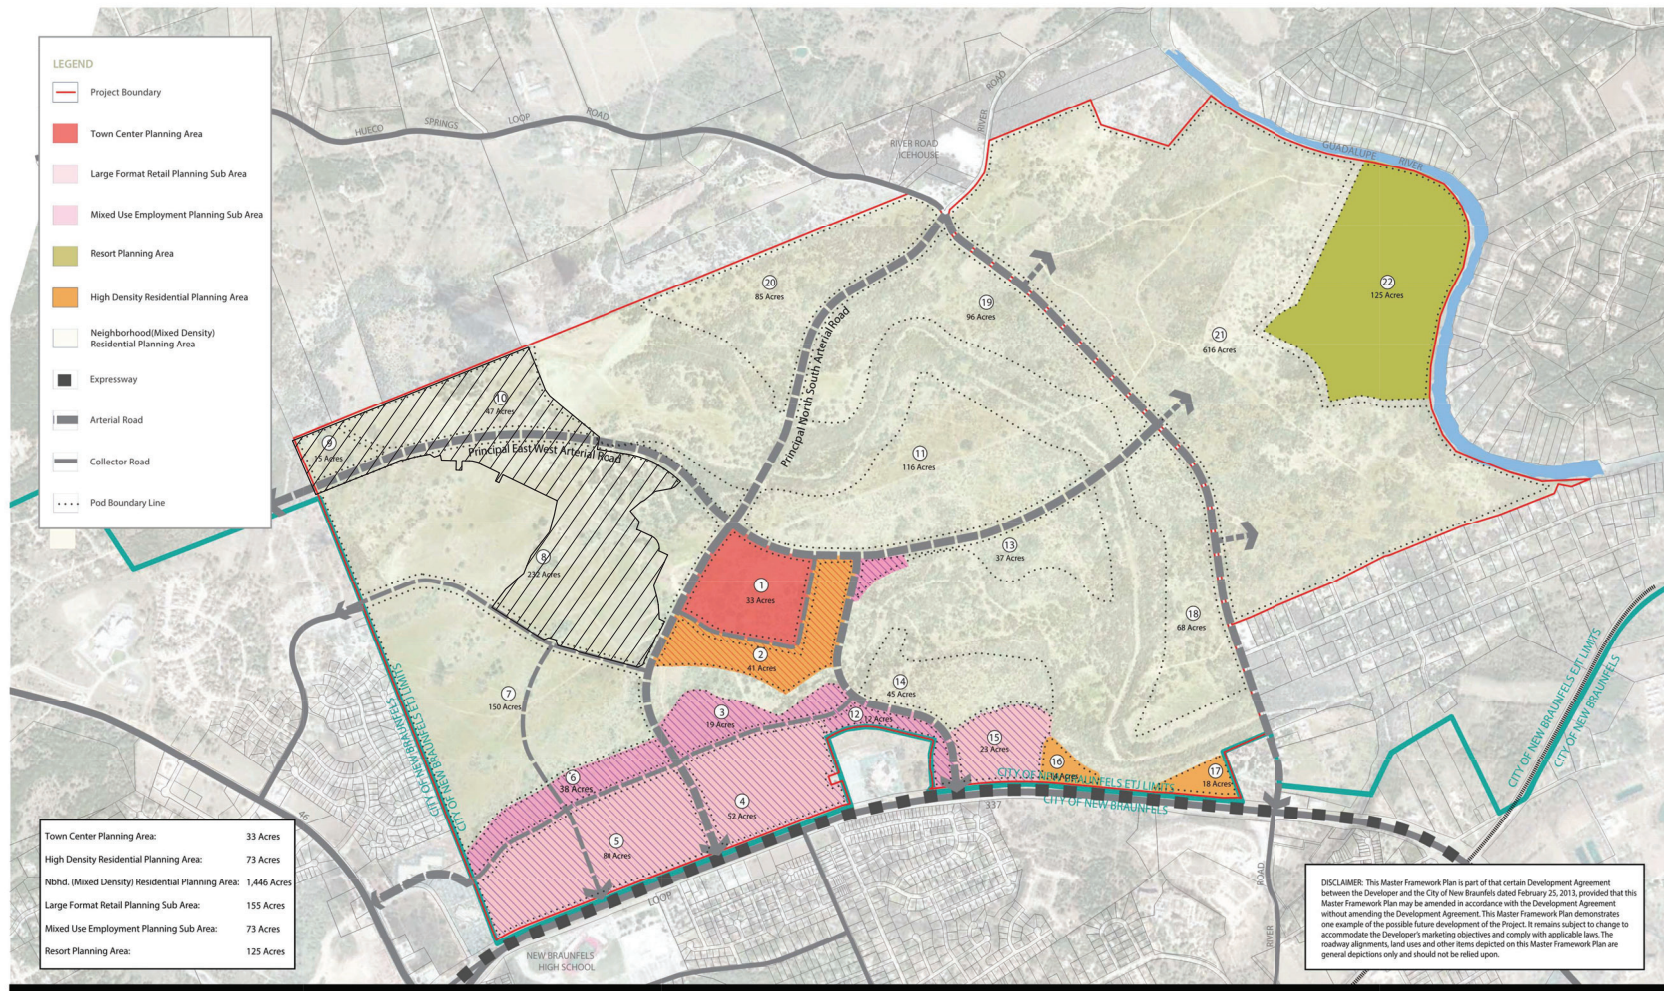 LEGEND
Project Boundary
Town Center Planning Area
Large Format Retail Planning Sub Area
Mixed Use Employment Planning Sub Area
Resort Planning Area
High Density Residential Planning Area
Neighborhood(Mixed Density)
Residential Planning Area
Expressway
Arterial Road
Collector Road
Pod Boundary Line
HUECO SPRINGS LOOP ROAD
RIVER ROAD
RIVER ROAD
ICEHOUSE
GUADALUPE RIVER
20
85 Acres
19
96 Acres
22
125 Acres
21
616 Acres
Principal North South Arterial Road
10
47 Acres
9
15 Acres
Principal East West Arterial Road
11
116 Acres
8
232 Acres
13
37 Acres
1
33 Acres
18
68 Acres
2
41 Acres
14
45 Acres
7
150 Acres
3
19 Acres
12
12 Acres
15
23 Acres
16
17
18 Acres
6
38 Acres
4
52 Acres
5
81 Acres
CITY OF NEW BRAUNFELS
CITY OF NEW BRAUNFELS ETJ LIMITS
CITY OF NEW BRAUNFELS ETJ LIMITS
CITY OF NEW BRAUNFELS
CITY OF NEW BRAUNFELS EJT LIMITS
CITY OF NEW BRAUNFELS
46
337
LOOP
RIVER ROAD
NEW BRAUNFELS
HIGH SCHOOL
Town Center Planning Area: 33 Acres
High Density Residential Planning Area: 73 Acres
Nbhd. (Mixed Density) Residential Planning Area: 1,446 Acres
Large Format Retail Planning Sub Area: 155 Acres
Mixed Use Employment Planning Sub Area: 73 Acres
Resort Planning Area: 125 Acres
DISCLAIMER: This Master Framework Plan is part of that certain Development Agreement
between the Developer and the City of New Braunfels dated February 25, 2013, provided that this
Master Framework Plan may be amended in accordance with the Development Agreement
without amending the Development Agreement. This Master Framework Plan demonstrates
one example of the possible future development of the Project. It remains subject to change to
accommodate the Developer's marketing objectives and comply with applicable laws. The
roadway alignments, land uses and other items depicted on this Master Framework Plan are
general depictions only and should not be relied upon.